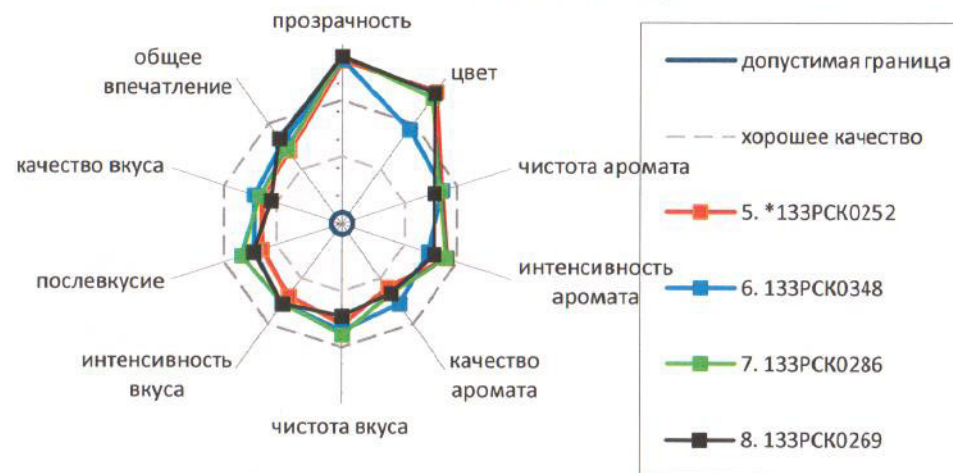 прозрачность
общее
впечатление
цвет
качество вкуса
чистота аромата
послевкусие
интенсивность
аромата
интенсивность
вкуса
качество
аромата
чистота вкуса
допустимая граница
хорошее качество
5. *133РСК0252
6. 133РСК0348
7. 133РСК0286
8. 133РСК0269